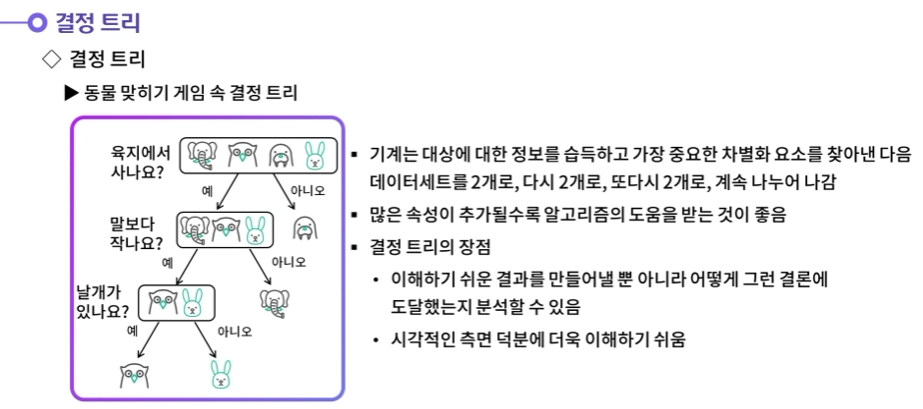 결정 트리
◇ 결정 트리
▶ 동물 맞히기 게임 속 결정 트리
육지에서
사나요?
예
아니오
말보다
작나요?
예
아니오
날개가
있나요?
예
아니오
▪ 기계는 대상에 대한 정보를 습득하고 가장 중요한 차별화 요소를 찾아낸 다음
데이터세트를 2개로, 다시 2개로, 또다시 2개로, 계속 나누어 나감
▪ 많은 속성이 추가될수록 알고리즘의 도움을 받는 것이 좋음
▪ 결정 트리의 장점
• 이해하기 쉬운 결과를 만들어낼 뿐 아니라 어떻게 그런 결론에
도달했는지 분석할 수 있음
• 시각적인 측면 덕분에 더욱 이해하기 쉬움